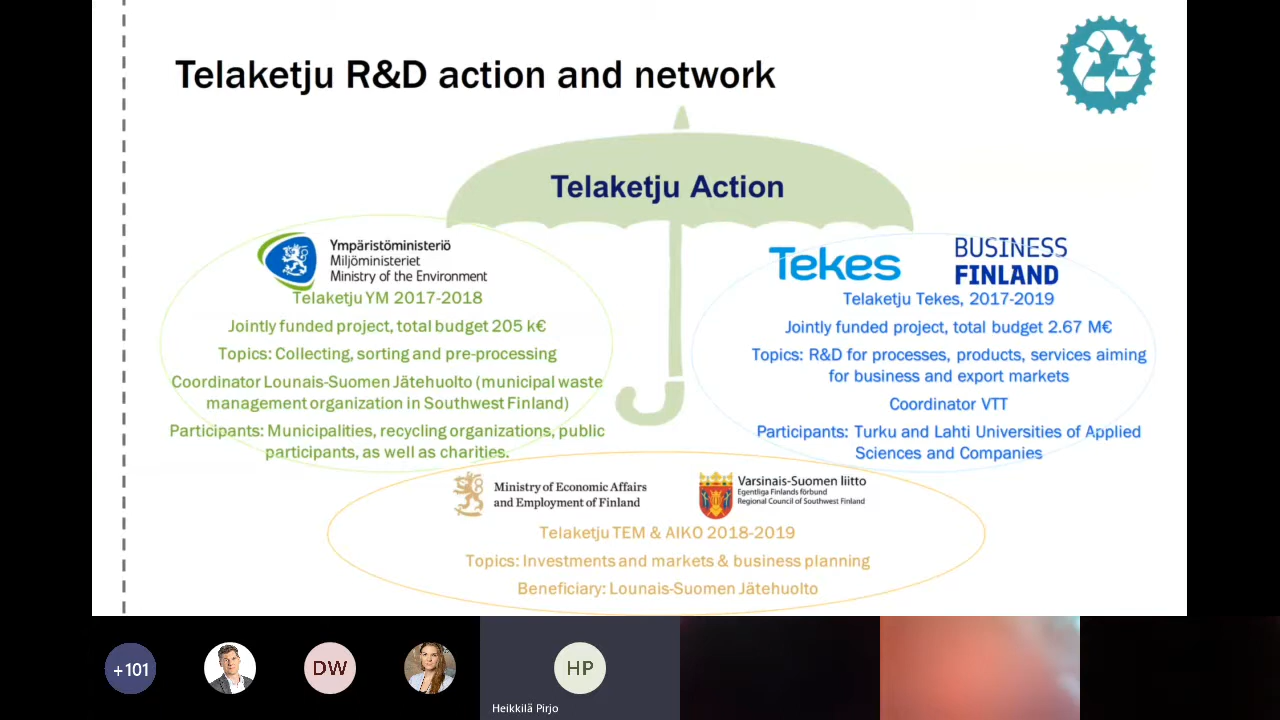 Telaketju R&D action and network
Telaketju Action
Ympäristöministeriö
Miljöministeriet
Ministry of the Environment
Telaketju YM 2017-2018
Jointly funded project, total budget 205 k€
Topics: Collecting, sorting and pre-processing
Coordinator Lounais-Suomen Jätehuolto (municipal waste
management organization in Southwest Finland)
Participants: Municipalities, recycling organizations, public
participants, as well as charities.
Tekes
BUSINESS
FINLAND
Telaketju Tekes, 2017-2019
Jointly funded project, total budget 2.67 M€
Topics: R&D for processes, products, services aiming
for business and export markets
Coordinator VTT
Participants: Turku and Lahti Universities of Applied
Sciences and Companies
Ministry of Economic Affairs
and Employment of Finland
Varsinais-Suomen liitto
Egentliga Finlands förbund
Regional Council of Southwest Finland
Telaketju TEM & AIKO 2018-2019
Topics: Investments and markets & business planning
Beneficiary: Lounais-Suomen Jätehuolto
+101
DW
HP
Heikkilä Pirjo